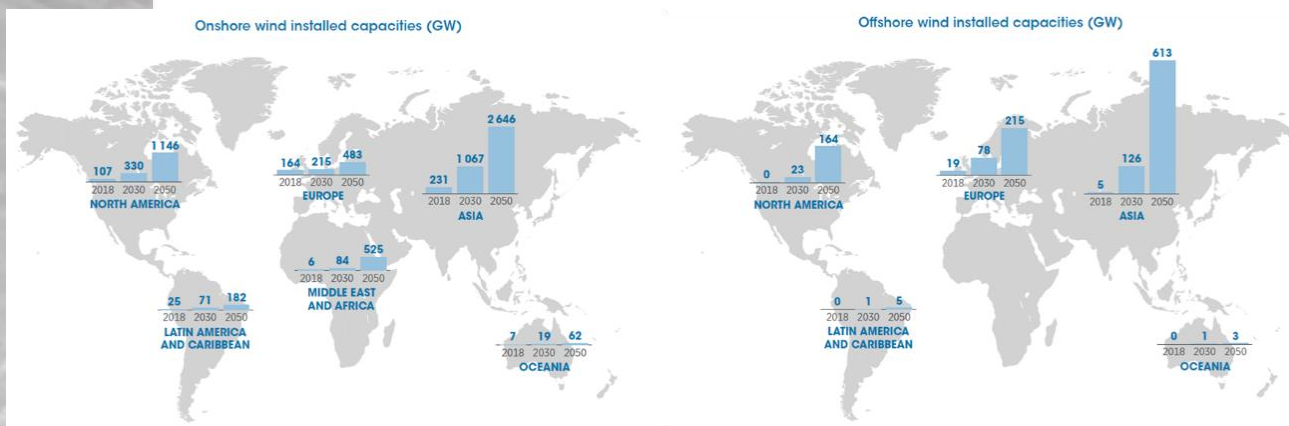 Onshore wind installed capacities (GW)
107 330 1 146
2018 2030 2050
NORTH AMERICA
164 215 483
2018 2030 2050
EUROPE
231 1 067 2 646
2018 2030 2050
ASIA
6 84 525
2018 2030 2050
MIDDLE EAST
AND AFRICA
25 71 182
2018 2030 2050
LATIN AMERICA
AND CARIBBEAN
7 19 62
2018 2030 2050
OCEANIA
Offshore wind installed capacities (GW)
0 23 164
2018 2030 2050
NORTH AMERICA
19 78 215
2018 2030 2050
EUROPE
5 126 613
2018 2030 2050
ASIA
0 1 5
2018 2030 2050
LATIN AMERICA
AND CARIBBEAN
0 1 3
2018 2030 2050
OCEANIA